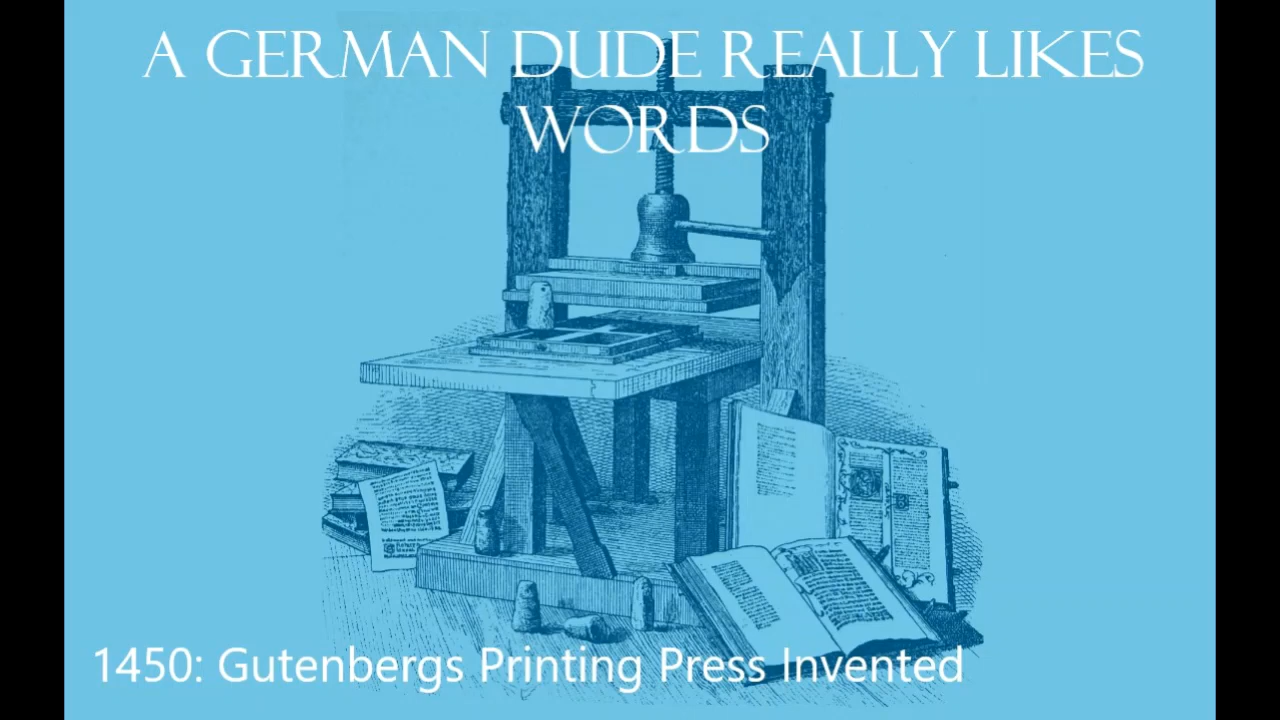 A GERMAN DUDE REALLY LIKES
WORDS
1450: Gutenbergs Printing Press Invented